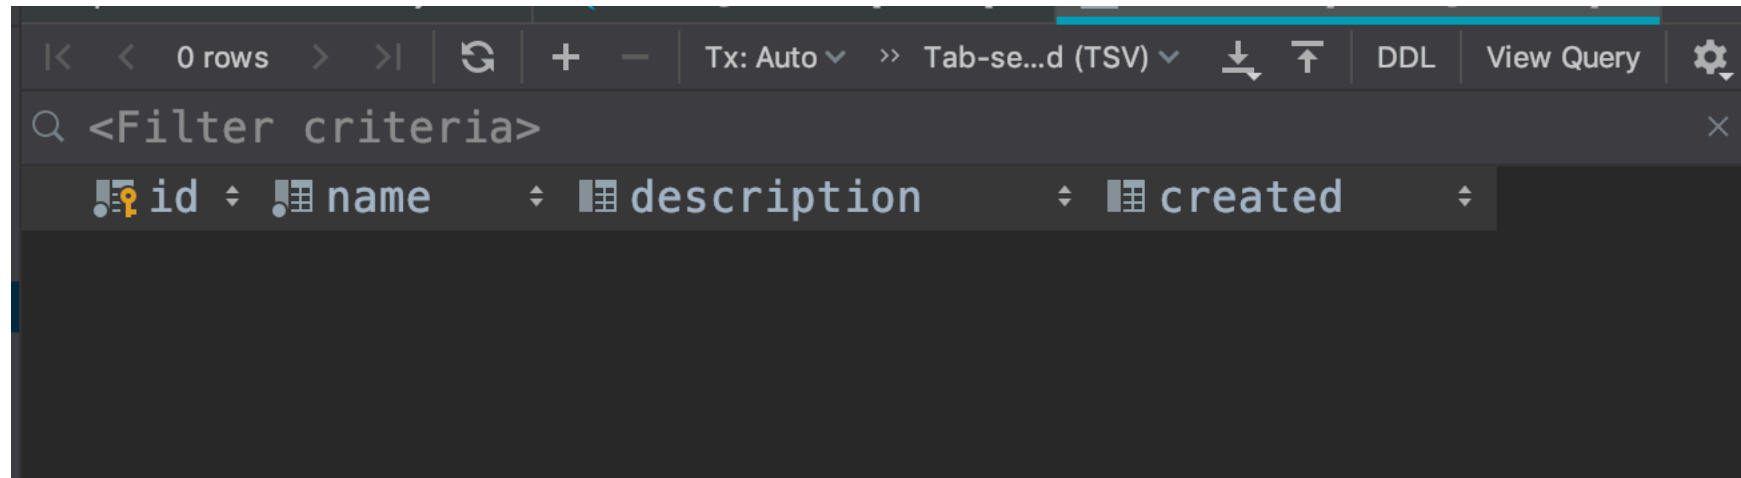 0 rows Tx: Auto Tab-se...d (TSV) DDL View Query
<Filter criteria>
id name description created